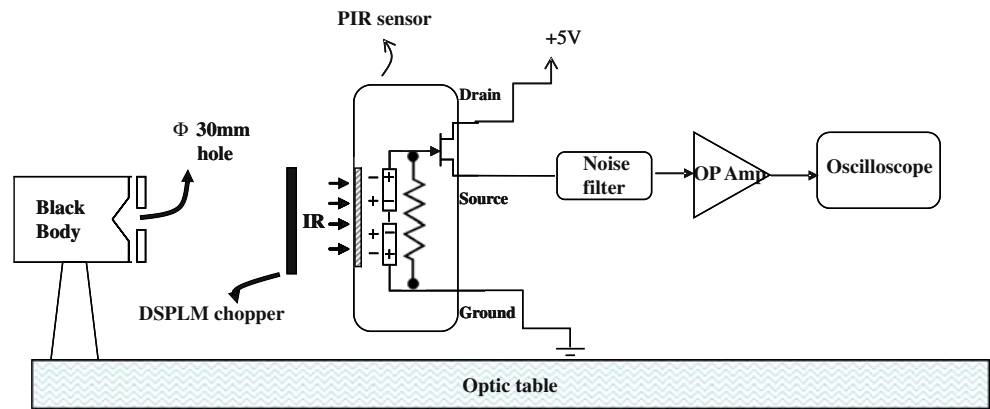 PIR sensor
+5V
Drain
Φ 30mm
hole
Noise
filter
OP Amp
Oscilloscope
Black
Body
IR
Source
− + + −
+ − − +
DSPLM chopper
Ground
Optic table